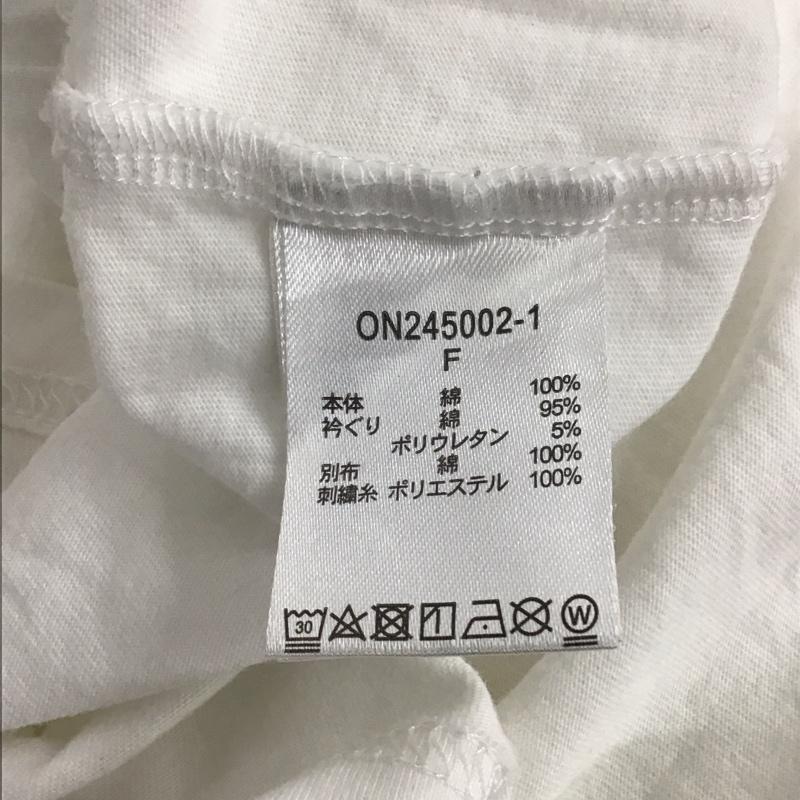 ON245002-1
F
本体 綿 100%
衿ぐり 綿 95%
ポリウレタン 5%
別布 綿 100%
刺繍糸 ポリエステル 100%
30 W